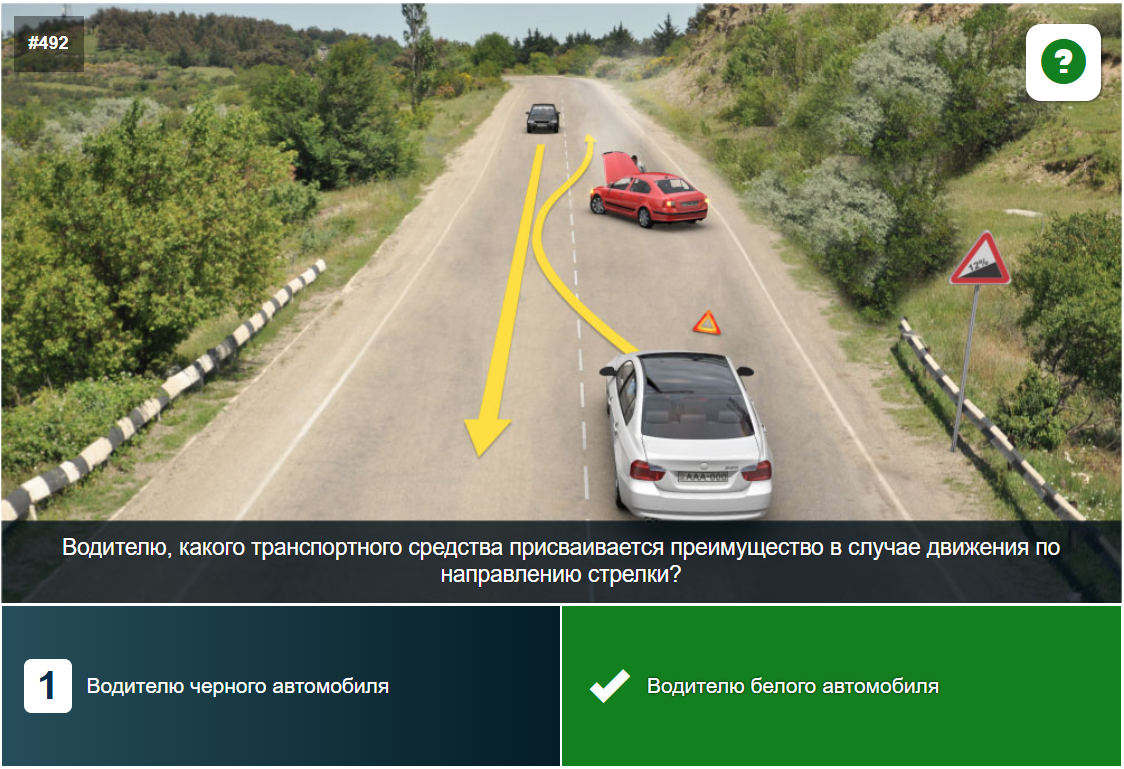 #492
?
12%
AAA-000
Водителю, какого транспортного средства присваивается преимущество в случае движения по
направлению стрелки?
1 Водителю черного автомобиля
Водителю белого автомобиля